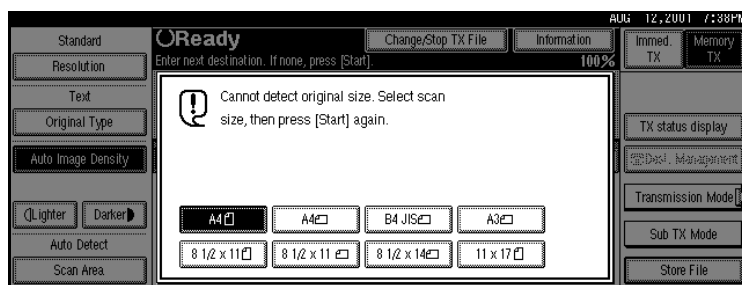 AUG 12,2001 7:38PM
Standard
Resolution
Text
Original Type
Auto Image Density
Lighter
Darker
Auto Detect
Scan Area
Ready
Change/Stop TX File
Information
Enter next destination. If none, press [Start].
100%
Cannot detect original size. Select scan
size, then press [Start] again.
A4
A4
B4 JIS
A3
8 1/2 x 11
8 1/2 x 11
8 1/2 x 14
11 x 17
Immed.
TX
Memory
TX
TX status display
Dest. Management
Transmission Mode
Sub TX Mode
Store File